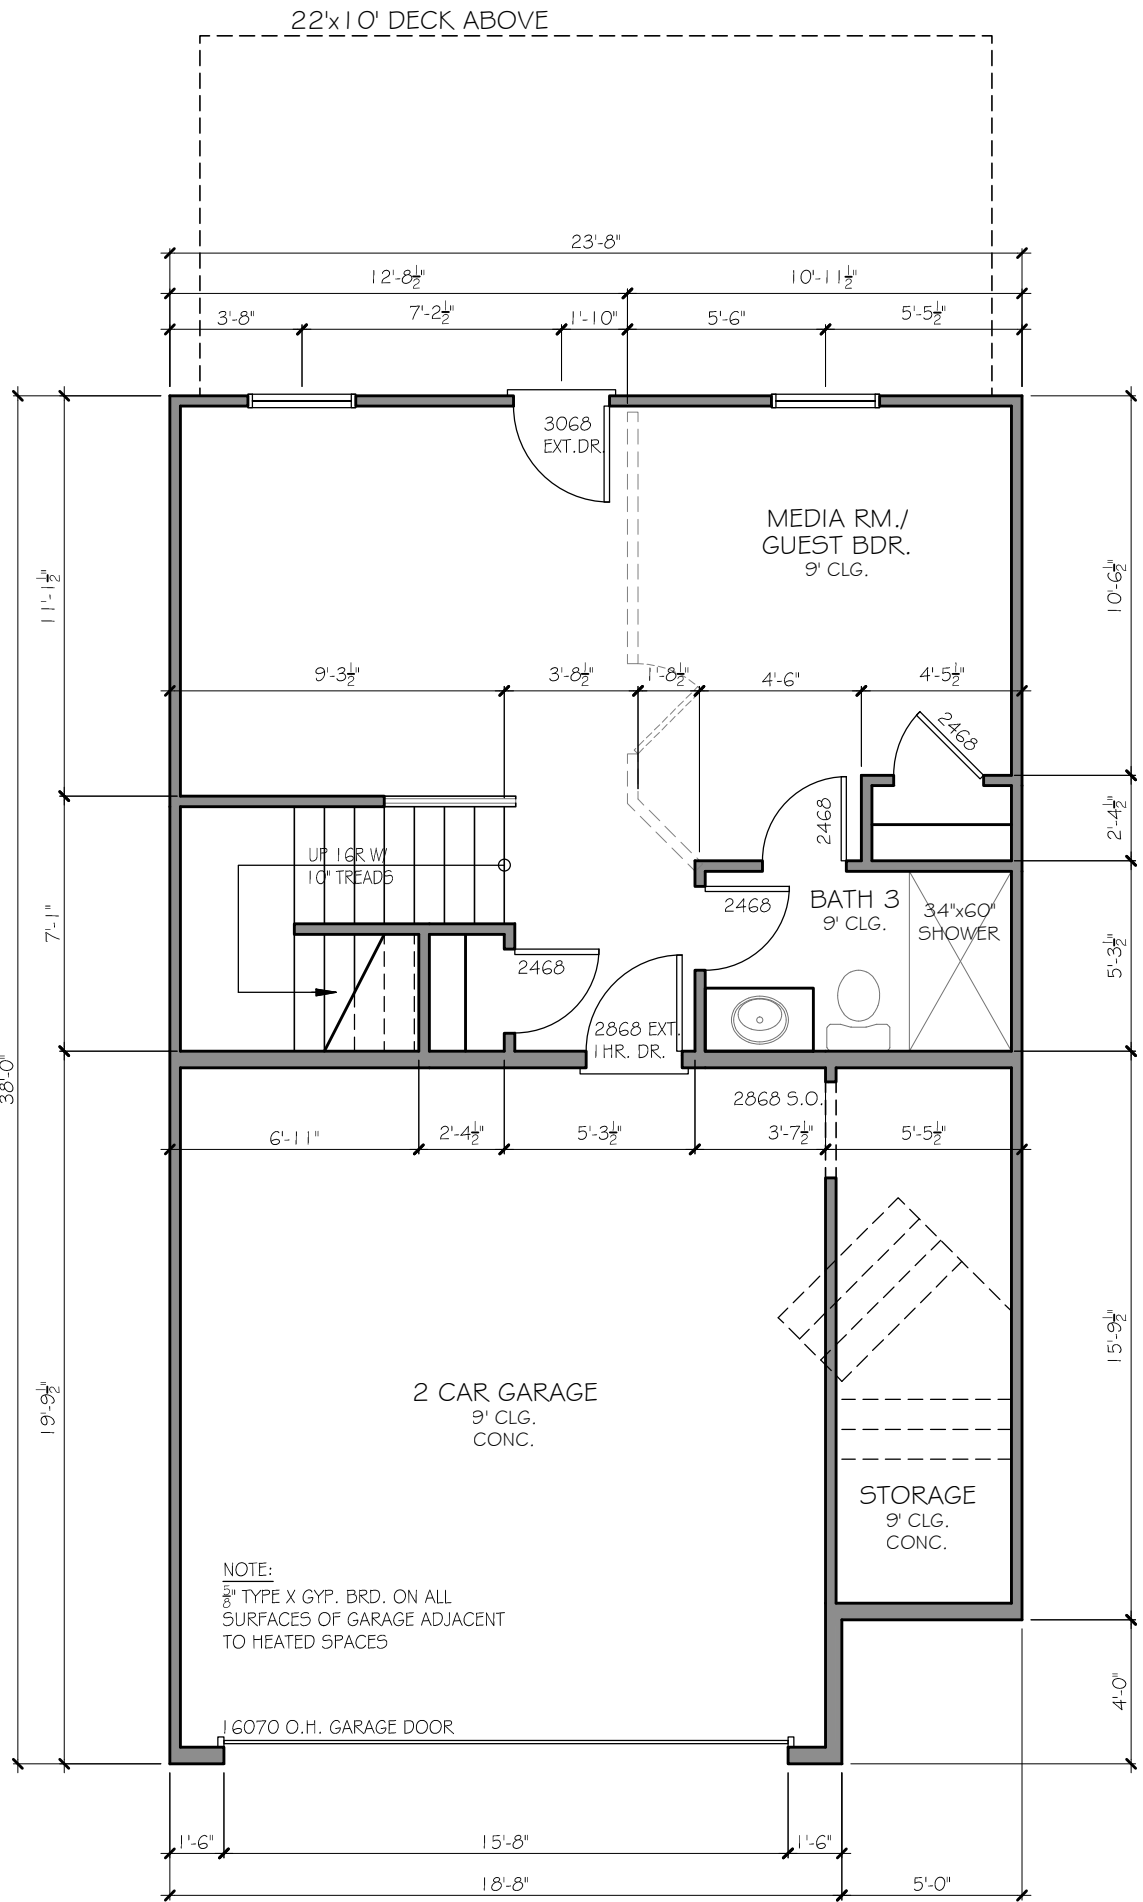 22'x10' DECK ABOVE
23'-8"
12'-8½"
10'-11½"
3'-8"
7'-2½"
1'-10"
5'-6"
5'-5½"
3068
EXT.DR.
MEDIA RM./
GUEST BDR.
9' CLG.
11'-1½"
10'-6½"
9'-3½"
3'-8½"
1'-8½"
4'-6"
4'-5½"
2468
2468
2'-4½"
UP 16R W/
10" TREADS
2468
BATH 3
9' CLG.
34"x60"
SHOWER
7'-1"
5'-3½"
2468
2868 EXT.
1HR. DR.
38'-0"
2868 S.O.
6'-11"
2'-4½"
5'-3½"
3'-7½"
5'-5½"
15'-9½"
19'-9½"
2 CAR GARAGE
9' CLG.
CONC.
STORAGE
9' CLG.
CONC.
NOTE:
⅝" TYPE X GYP. BRD. ON ALL
SURFACES OF GARAGE ADJACENT
TO HEATED SPACES
4'-0"
16070 O.H. GARAGE DOOR
1'-6"
15'-8"
1'-6"
18'-8"
5'-0"